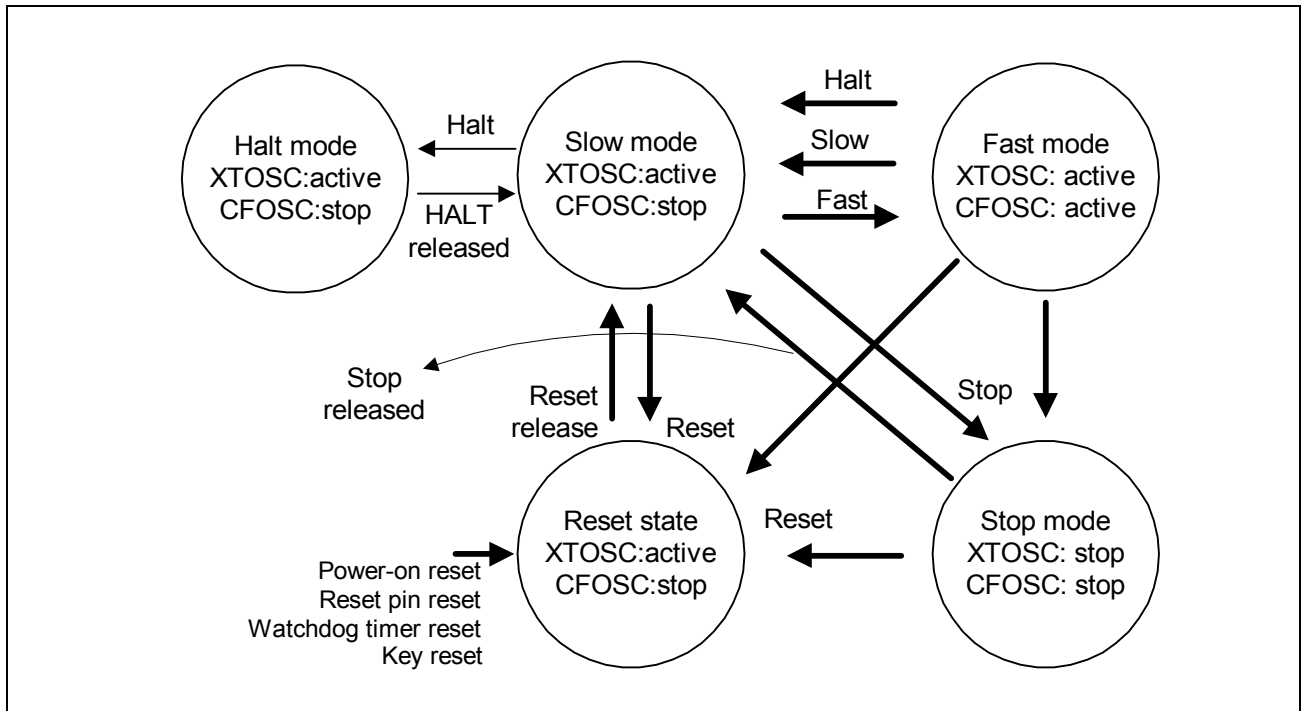 Halt mode
XTOSC:active
CFOSC:stop
Halt
HALT
released
Slow mode
XTOSC:active
CFOSC:stop
Halt
Slow
Fast
Fast mode
XTOSC: active
CFOSC: active
Stop
released
Reset
release
Reset
Stop
Reset state
XTOSC:active
CFOSC:stop
Reset
Stop mode
XTOSC: stop
CFOSC: stop
Power-on reset
Reset pin reset
Watchdog timer reset
Key reset